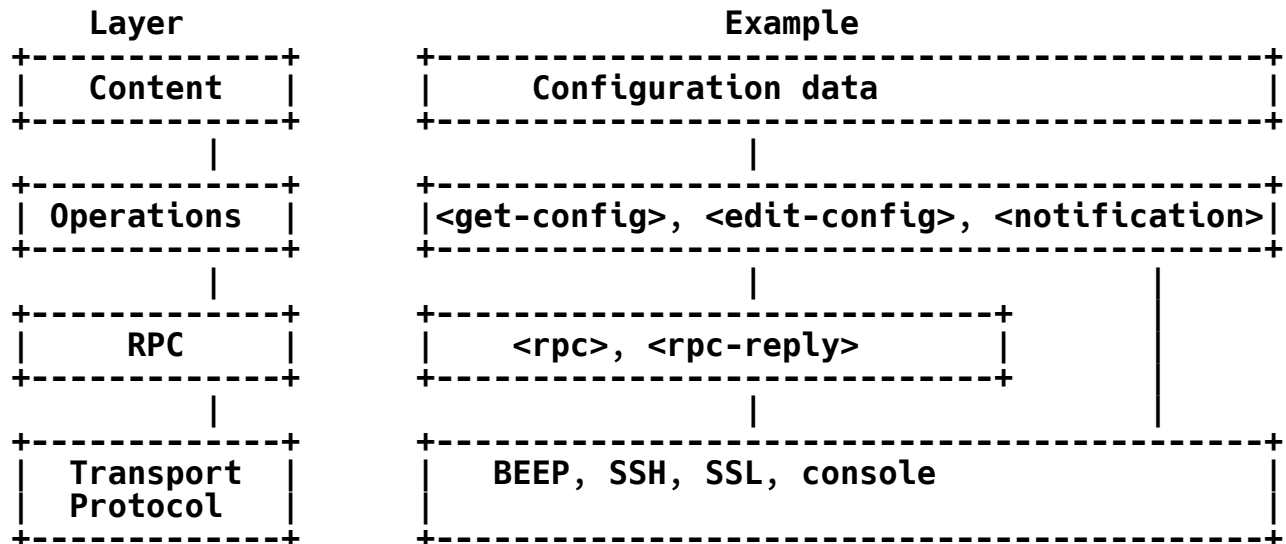 Layer Example
Content Configuration data
Operations <get-config>, <edit-config>, <notification>
RPC <rpc>, <rpc-reply>
Transport BEEP, SSH, SSL, console
Protocol